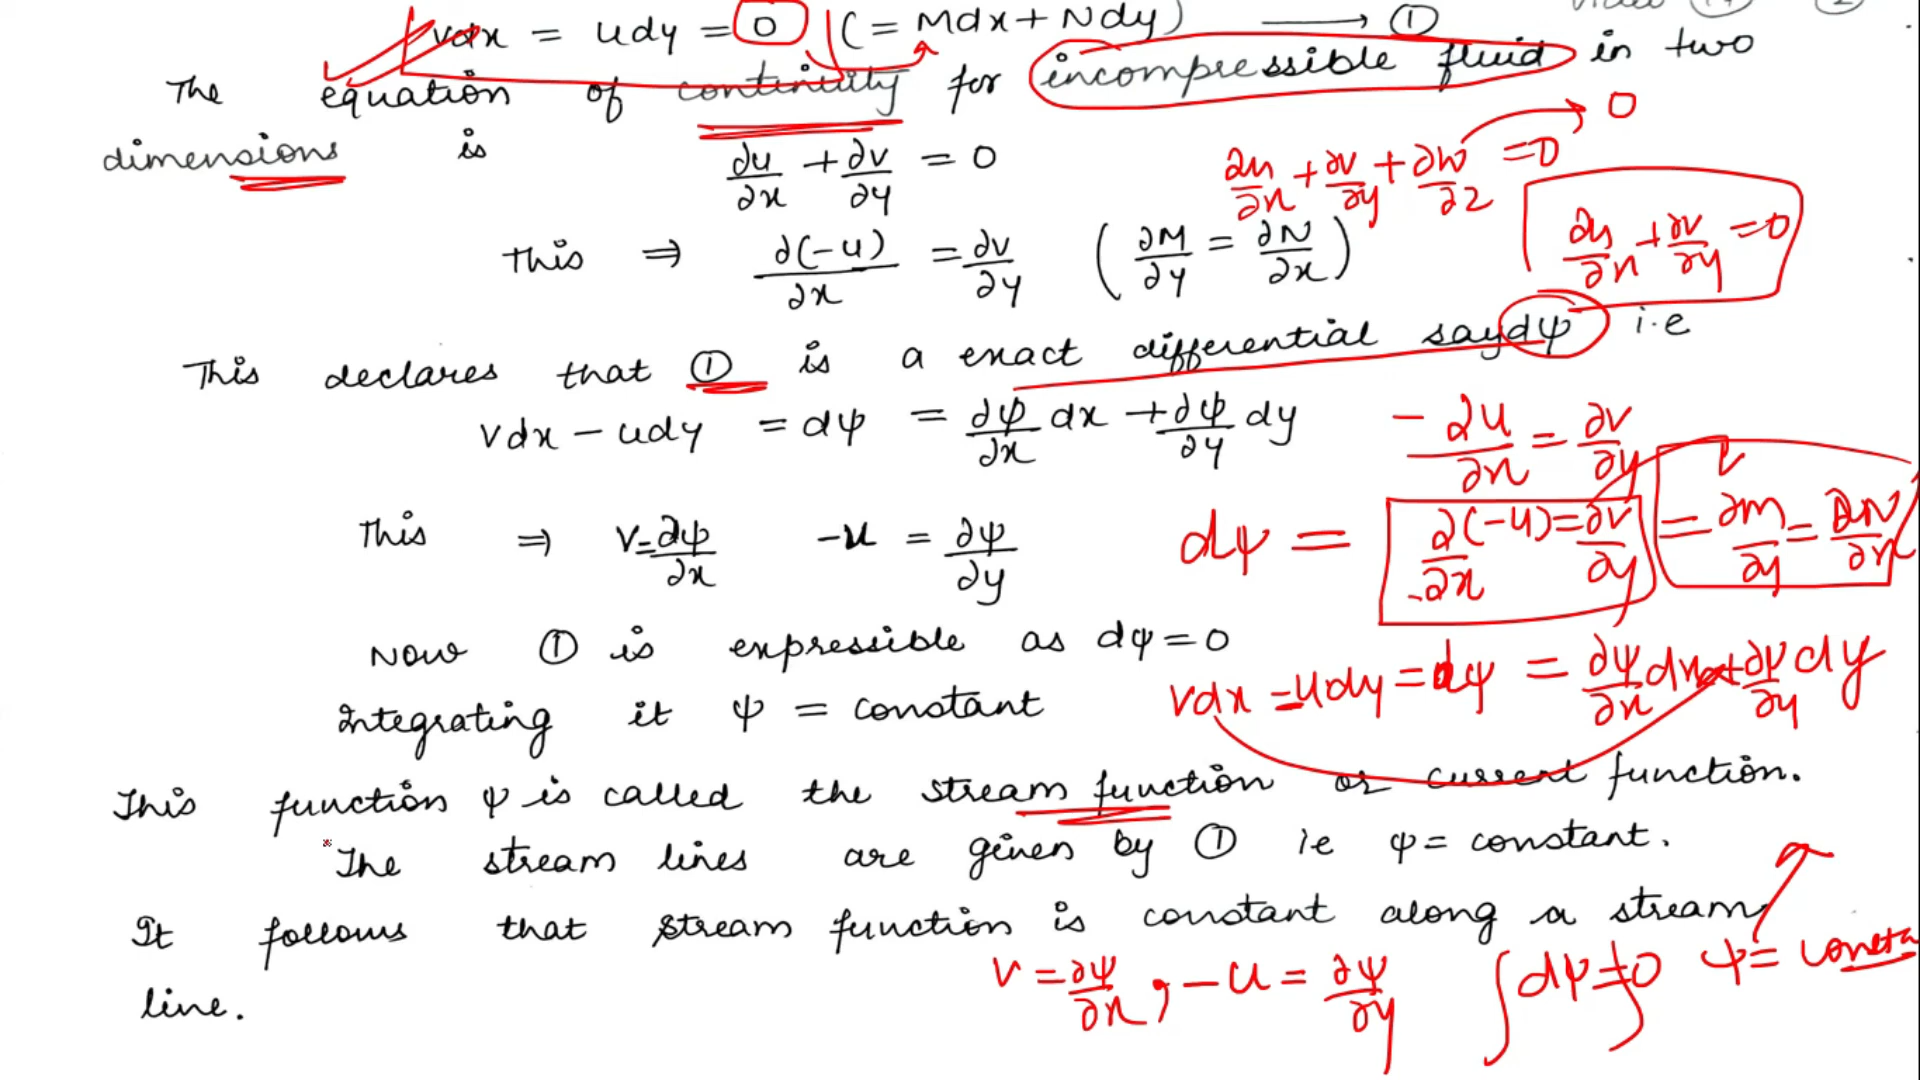 vdx = udy = 0 (= Mdx + Ndy) → ①
The equation of continuity for incompressible fluid in two
dimensions is ∂u/∂x + ∂v/∂y = 0
∂u/∂x + ∂v/∂y + ∂w/∂z = 0 → 0
This ⇒ ∂(-u)/∂x = ∂v/∂y (∂M/∂y = ∂N/∂x)
∂u/∂x + ∂v/∂y = 0
This declares that ① is a exact differential say dψ i.e
vdx - udy = dψ = ∂ψ/∂x dx + ∂ψ/∂y dy
-∂u/∂x = ∂v/∂y
This ⇒ v = ∂ψ/∂x -u = ∂ψ/∂y
dψ = ∂(-u)/∂x = ∂v/∂y = ∂M/∂y = ∂N/∂x
Now ① is expressible as dψ = 0
vdx - udy = dψ = ∂ψ/∂x dx + ∂ψ/∂y dy
Integrating it ψ = constant
This function ψ is called the stream function or current function.
The stream lines are given by ① ie ψ = constant.
It follows that stream function is constant along a stream
line.
v = ∂ψ/∂x , -u = ∂ψ/∂y ∫dψ = ∫0 ψ = consta